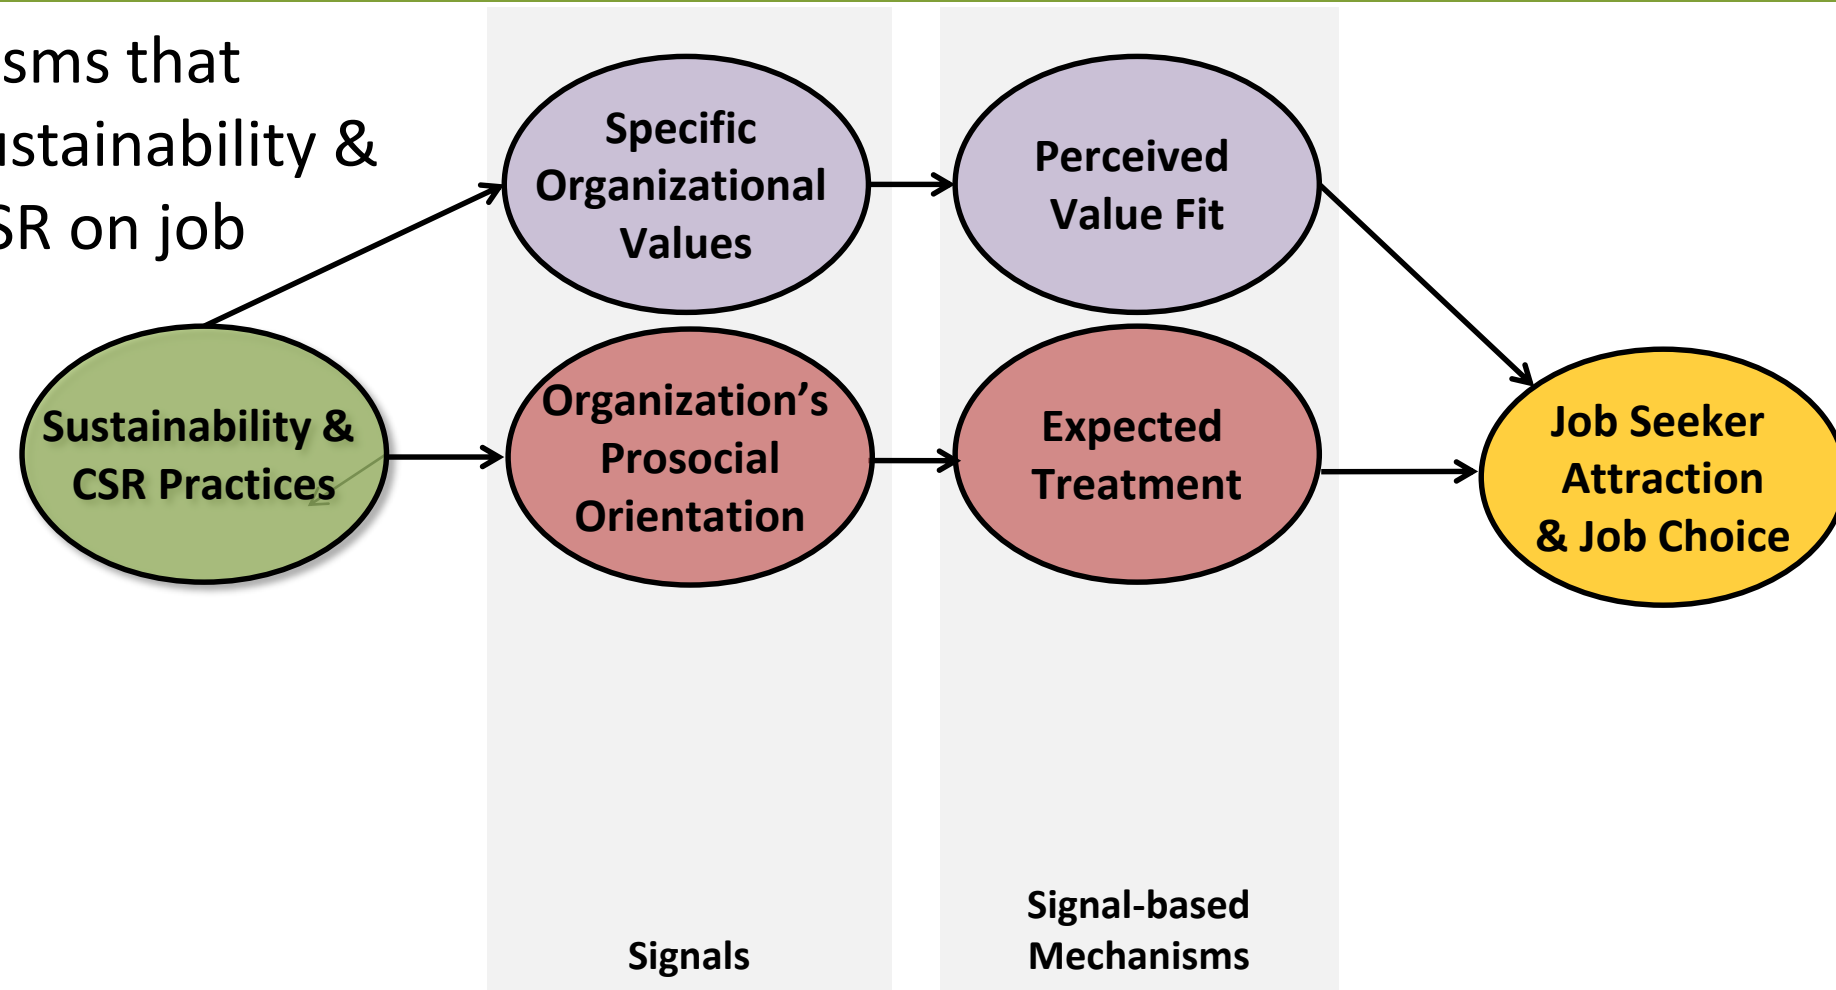 sms that
stainability &
SR on job
Specific
Organizational
Values
Perceived
Value Fit
Sustainability &
CSR Practices
Organization’s
Prosocial
Orientation
Expected
Treatment
Job Seeker
Attraction
& Job Choice
Signals
Signal-based
Mechanisms